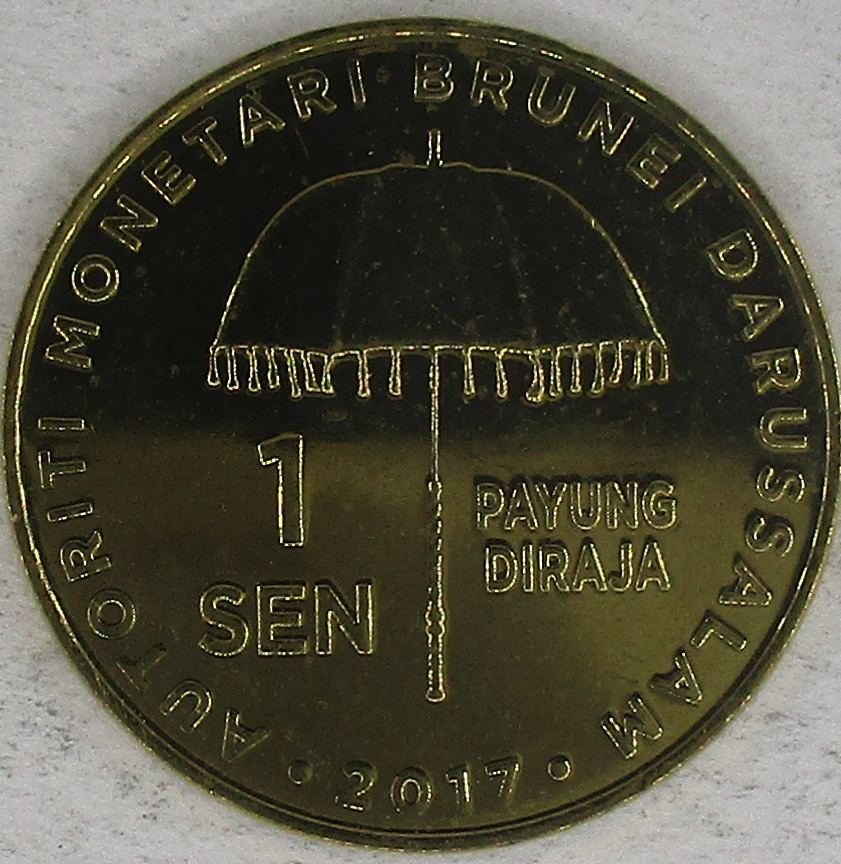 AUTORITI MONETARI BRUNEI DARUSSALAM
1
SEN
PAYUNG
DIRAJA
• 2017 •